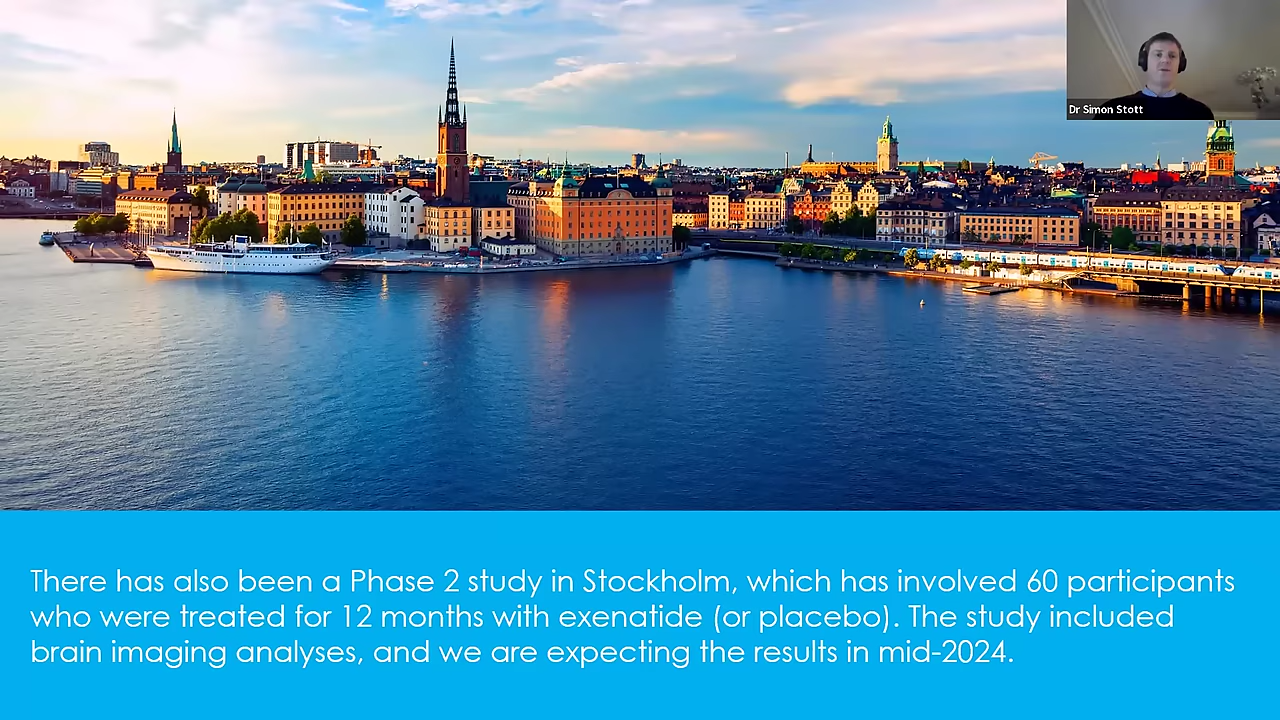 Dr Simon Stott
There has also been a Phase 2 study in Stockholm, which has involved 60 participants
who were treated for 12 months with exenatide (or placebo). The study included
brain imaging analyses, and we are expecting the results in mid-2024.